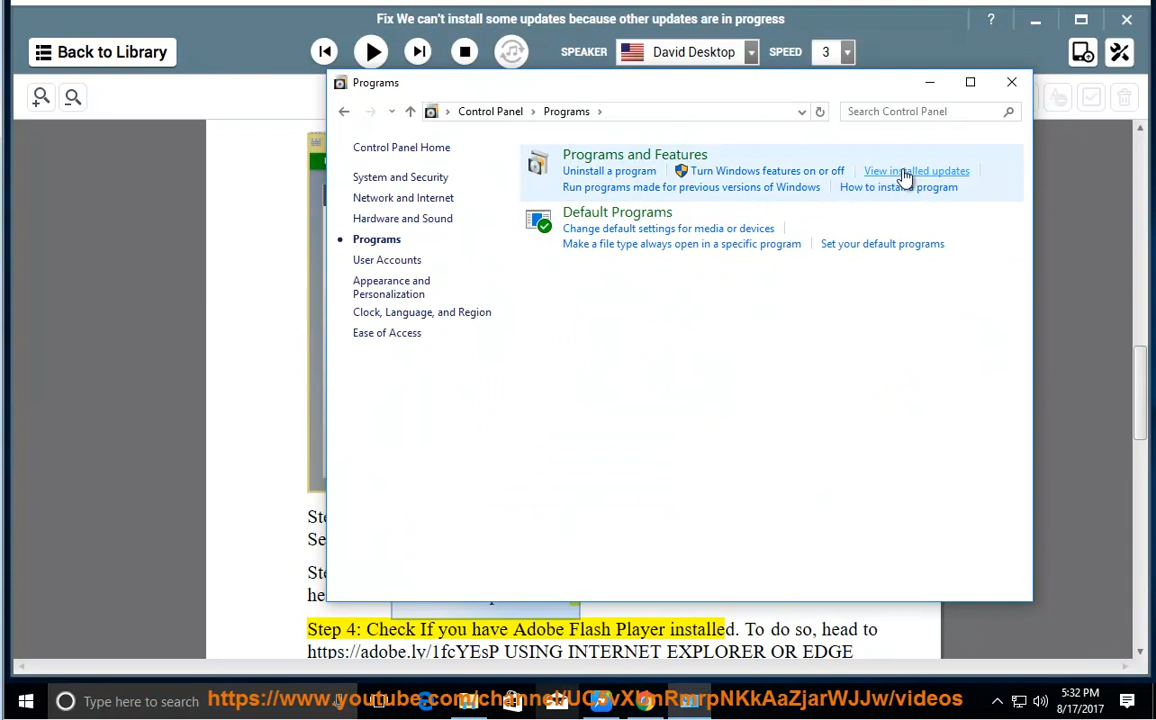 Fix We can't install some updates because other updates are in progress
?
Back to Library
SPEAKER
David Desktop
SPEED
3
Programs
Control Panel > Programs >
Search Control Panel
Control Panel Home
System and Security
Network and Internet
Hardware and Sound
Programs
User Accounts
Appearance and
Personalization
Clock, Language, and Region
Ease of Access
Programs and Features
Uninstall a program Turn Windows features on or off View installed updates
Run programs made for previous versions of Windows How to install a program
Default Programs
Change default settings for media or devices
Make a file type always open in a specific program Set your default programs
Ste
Se
Ste
he
Step 4: Check If you have Adobe Flash Player installed. To do so, head to
https://adobe.ly/1fcYEsP USING INTERNET EXPLORER OR EDGE
Type here to search
5:32 PM
8/17/2017